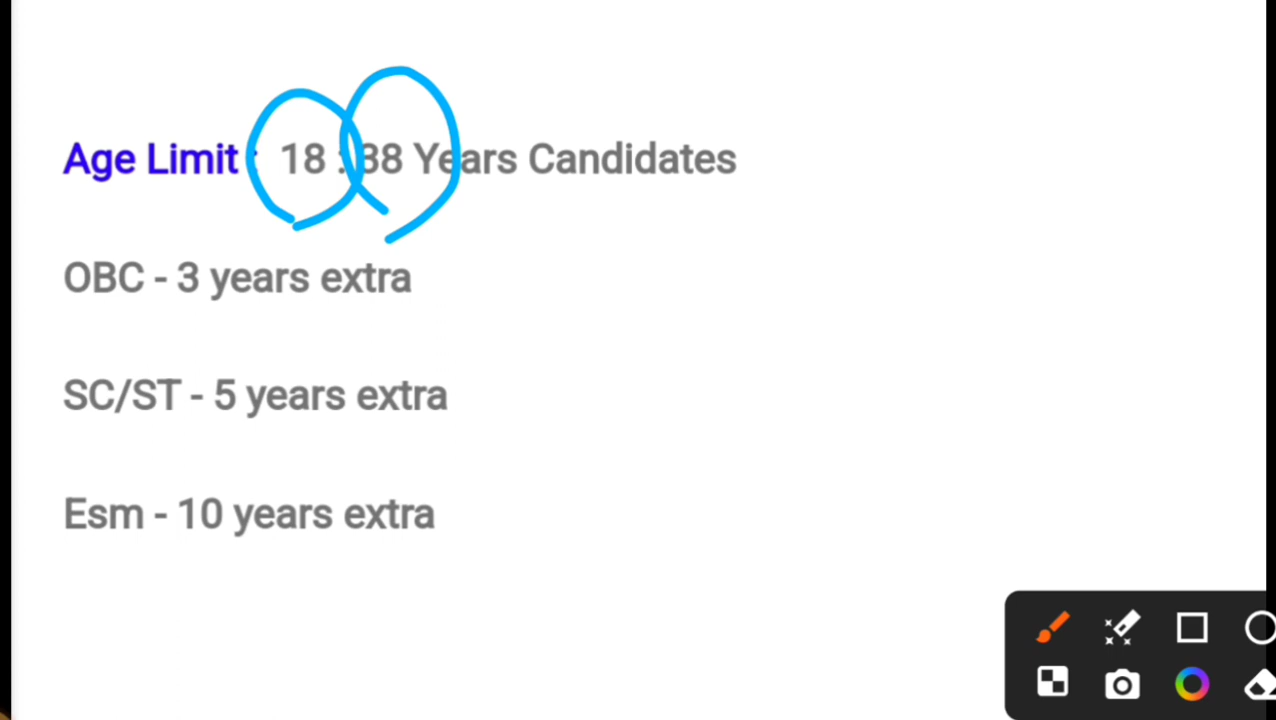 Age Limit : 18 : 38 Years Candidates
OBC - 3 years extra
SC/ST - 5 years extra
Esm - 10 years extra